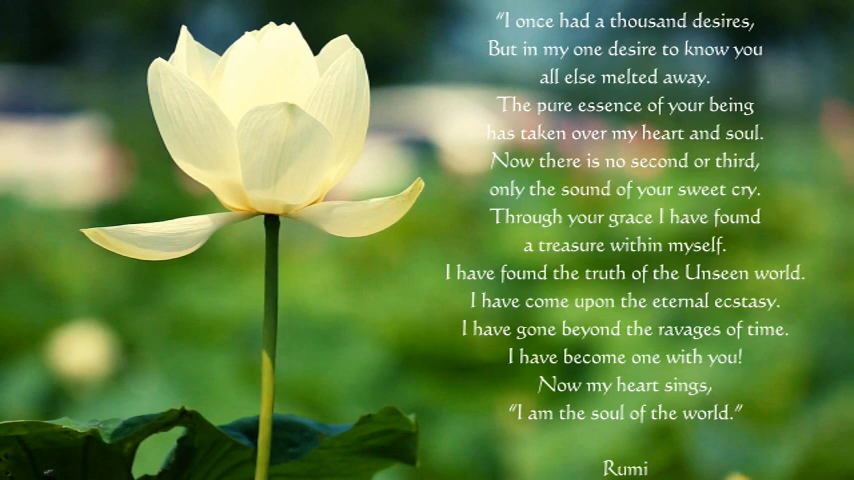 “I once had a thousand desires,
But in my one desire to know you
all else melted away.
The pure essence of your being
has taken over my heart and soul.
Now there is no second or third,
only the sound of your sweet cry.
Through your grace I have found
a treasure within myself.
I have found the truth of the Unseen world.
I have come upon the eternal ecstasy.
I have gone beyond the ravages of time.
I have become one with you!
Now my heart sings,
“I am the soul of the world.”
Rumi